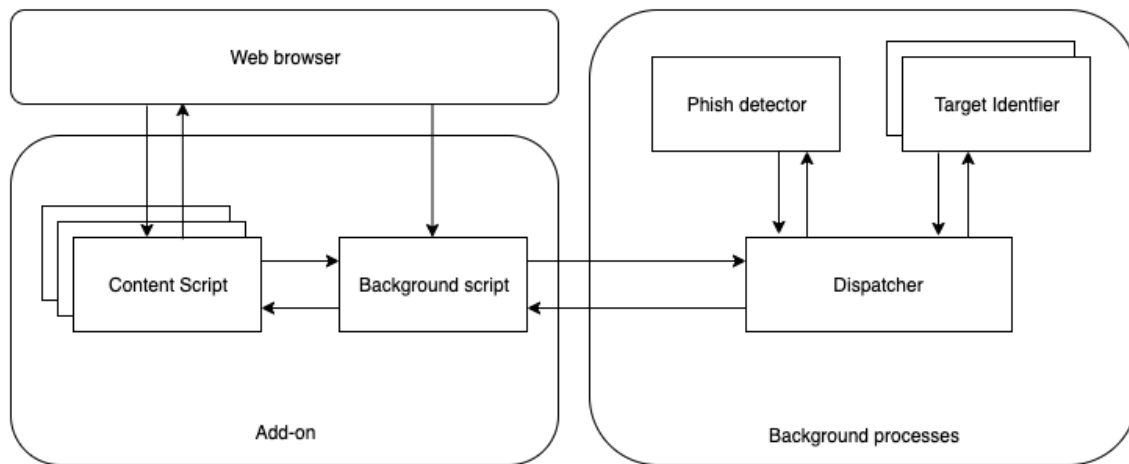 Web browser
Phish detector
Target Identfier
Content Script
Background script
Dispatcher
Add-on
Background processes